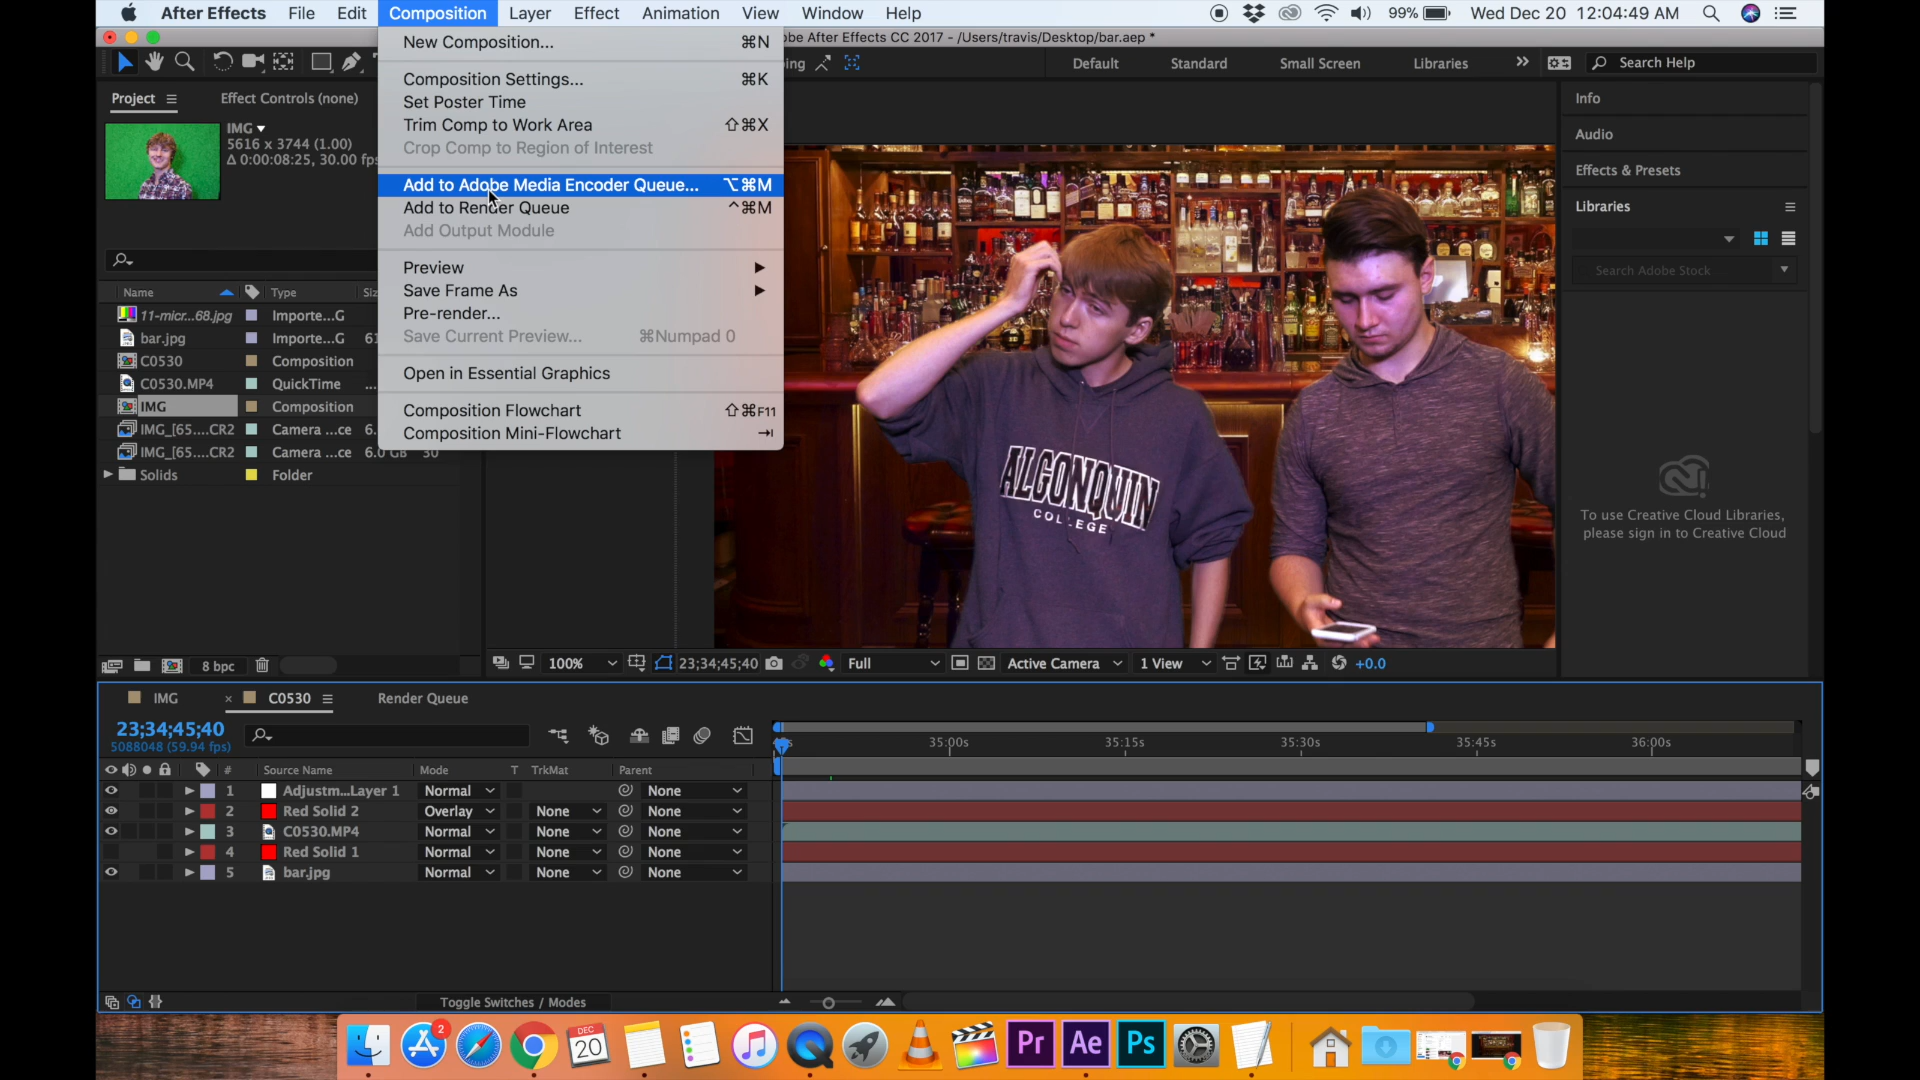 After Effects File Edit Composition Layer Effect Animation View Window Help 99% Wed Dec 20 12:04:49 AM
New Composition... ⌘N
Composition Settings... ⌘K
Set Poster Time
Trim Comp to Work Area ⇧⌘X
Crop Comp to Region of Interest
Add to Adobe Media Encoder Queue... ⌥⌘M
Add to Render Queue ^⌘M
Add Output Module
Preview
Save Frame As
Pre-render...
Save Current Preview... ⌘Numpad 0
Open in Essential Graphics
Composition Flowchart ⇧⌘F11
Composition Mini-Flowchart
be After Effects CC 2017 - /Users/travis/Desktop/bar.aep *
ing Default Standard Small Screen Libraries Search Help
Project Effect Controls (none)
IMG
5616 x 3744 (1.00)
Δ 0:00:08:25, 30.00 fps
Name Type Siz
11-micr...68.jpg Importe...G
bar.jpg Importe...G 61
C0530 Composition
C0530.MP4 QuickTime ...
IMG Composition
IMG_[65....CR2 Camera ...ce 6.
IMG_[65....CR2 Camera ...ce 6.0 GB 30
Solids Folder
8 bpc
ALGONQUIN
COLLEGE
Info
Audio
Effects & Presets
Libraries
Search Adobe Stock
To use Creative Cloud Libraries,
please sign in to Creative Cloud
100% 23;34;45;40 Full Active Camera 1 View +0.0
IMG × C0530 Render Queue
23;34;45;40
5088048 (59.94 fps)
35:00s 35:15s 35:30s 35:45s 36:00s
# Source Name Mode T TrkMat Parent
1 Adjustm...Layer 1 Normal None
2 Red Solid 2 Overlay None None
3 C0530.MP4 Normal None None
4 Red Solid 1 Normal None None
5 bar.jpg Normal None None
Toggle Switches / Modes
2
DEC
20
Pr Ae Ps